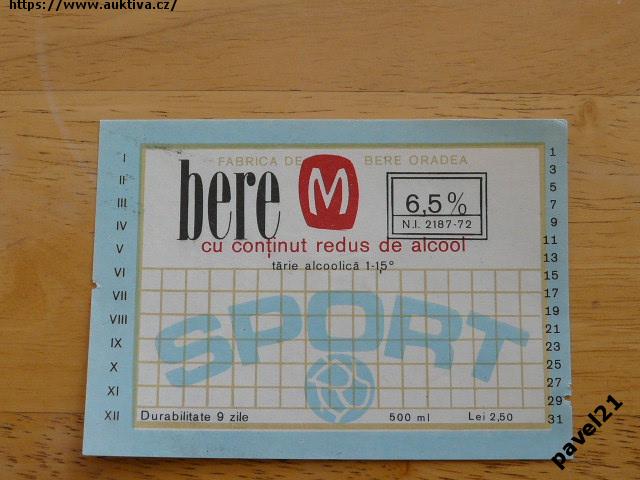 https://www.auktiva.cz/
FABRICA DE BERE ORADEA
bere M
6,5%
N.I. 2187-72
cu conținut redus de alcool
tărie alcoolică 1-1,5°
SPORT
Durabilitate 9 zile 500 ml Lei 2,50
I
II
III
IV
V
VI
VII
VIII
IX
X
XI
XII
1
3
5
7
9
11
13
15
17
19
21
23
25
27
29
31
pavel21